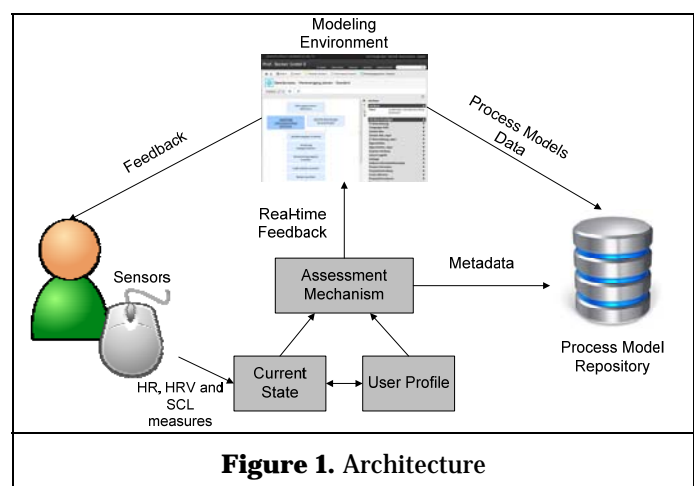 Modeling
Environment
Feedback
Process Models
Data
Real-time
Feedback
Sensors
Assessment
Mechanism
Metadata
Process Model
Repository
Current
State
User Profile
HR, HRV and
SCL
measures
Figure 1. Architecture